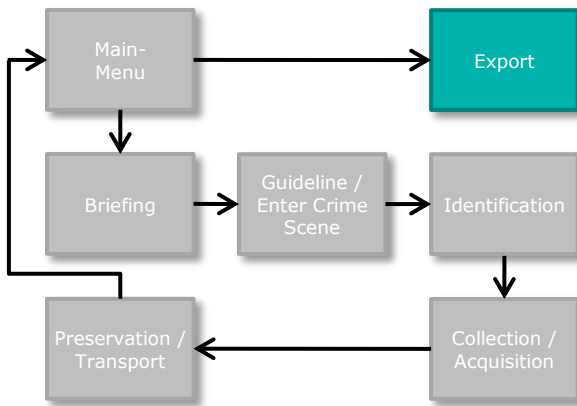 Main-
Menu
Export
Briefing
Guideline /
Enter Crime
Scene
Identification
Preservation /
Transport
Collection /
Acquisition